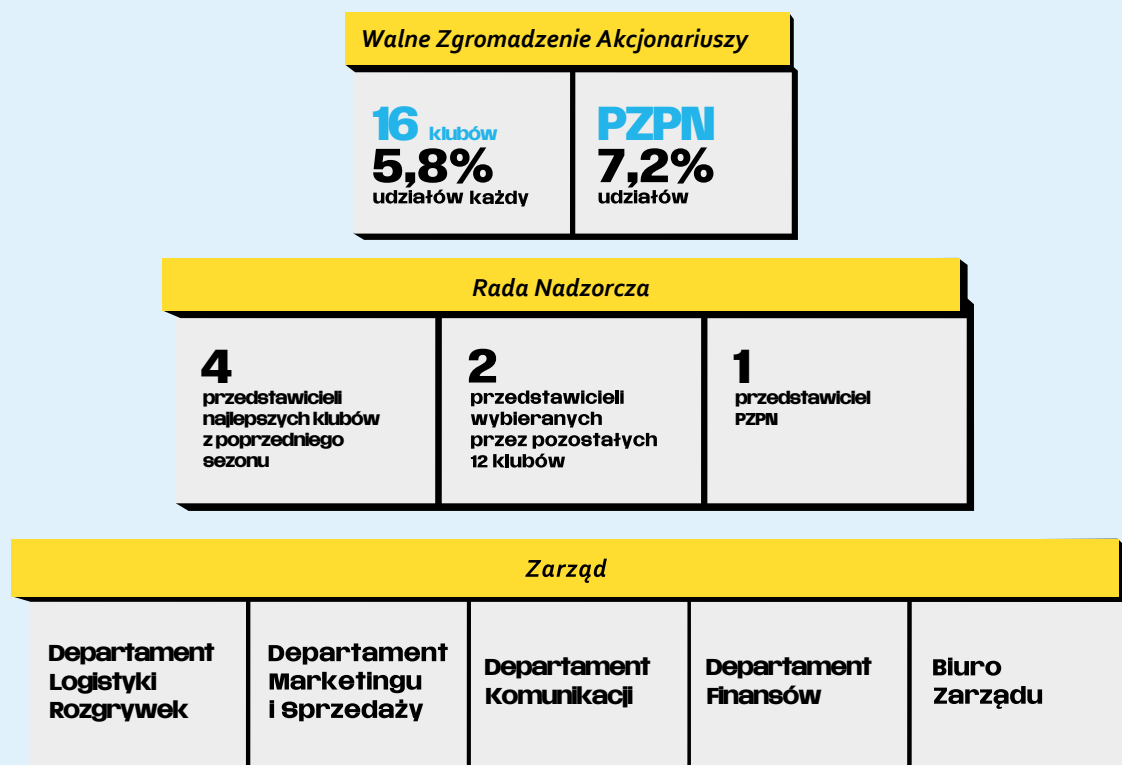 Walne Zgromadzenie Akcjonariuszy
16 klubów
5,8%
udziałów każdy
PZPN
7,2%
udziałów
Rada Nadzorcza
4
przedstawicieli
najlepszych klubów
z poprzedniego
sezonu
2
przedstawicieli
wybieranych
przez pozostałych
12 klubów
1
przedstawiciel
PZPN
Zarząd
Departament
Logistyki
Rozgrywek
Departament
Marketingu
i Sprzedaży
Departament
Komunikacji
Departament
Finansów
Biuro
Zarządu